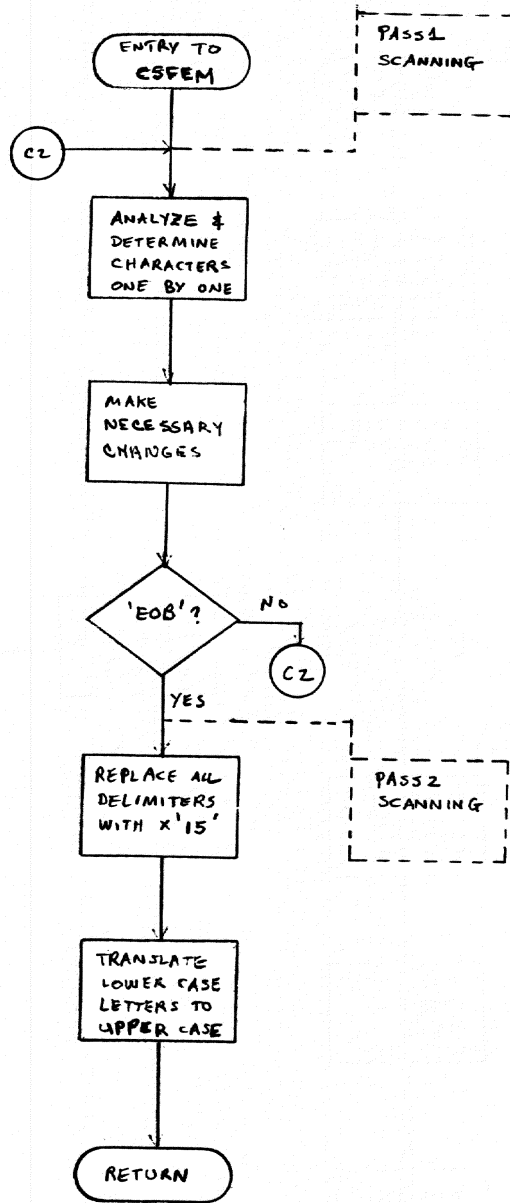 ENTRY TO
CSFEM
PASS1
SCANNING
C2
ANALYZE &
DETERMINE
CHARACTERS
ONE BY ONE
MAKE
NECESSARY
CHANGES
'EOB'?
NO
C2
YES
REPLACE ALL
DELIMITERS
WITH X'15'
PASS2
SCANNING
TRANSLATE
LOWER CASE
LETTERS TO
UPPER CASE
RETURN